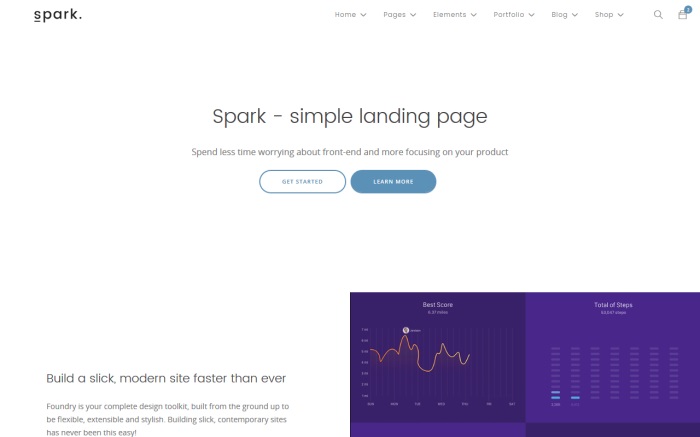 spark.
Home Pages Elements Portfolio Blog Shop
2
Spark - simple landing page
Spend less time worrying about front-end and more focusing on your product
GET STARTED LEARN MORE
Best Score
Total of Steps
Build a slick, modern site faster than ever
Foundry is your complete design toolkit, built from the ground up to
be flexible, extensible and stylish. Building slick, contemporary sites
has never been this easy!